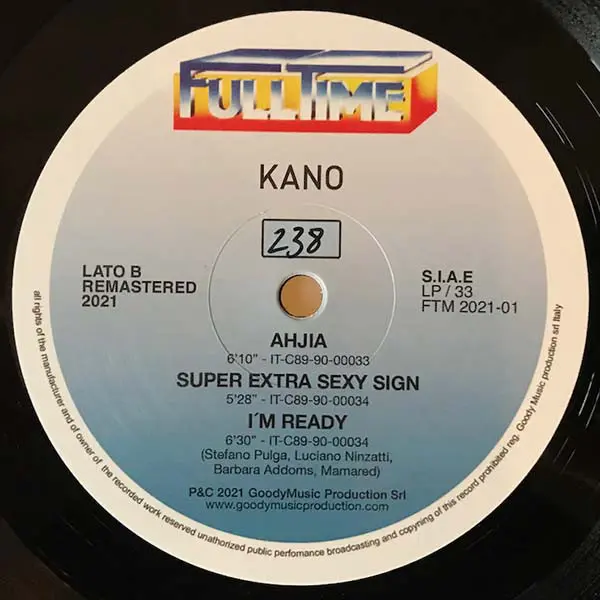 FULLTIME
KANO
238
LATO B
REMASTERED
2021
S.I.A.E
LP / 33
FTM 2021-01
AHJIA
6'10" - IT-C89-90-00033
SUPER EXTRA SEXY SIGN
5'28" - IT-C89-90-00034
I´M READY
6'30" - IT-C89-90-00034
(Stefano Pulga, Luciano Ninzatti,
Barbara Addoms, Mamared)
P&C 2021 GoodyMusic Production Srl
www.goodymusicproduction.com
all rights of the manufacturer and of owner of the recorded work reserved unathorized public perfomance broadcasting and copyning of this record prohibited reg. Goody Music production srl Italy